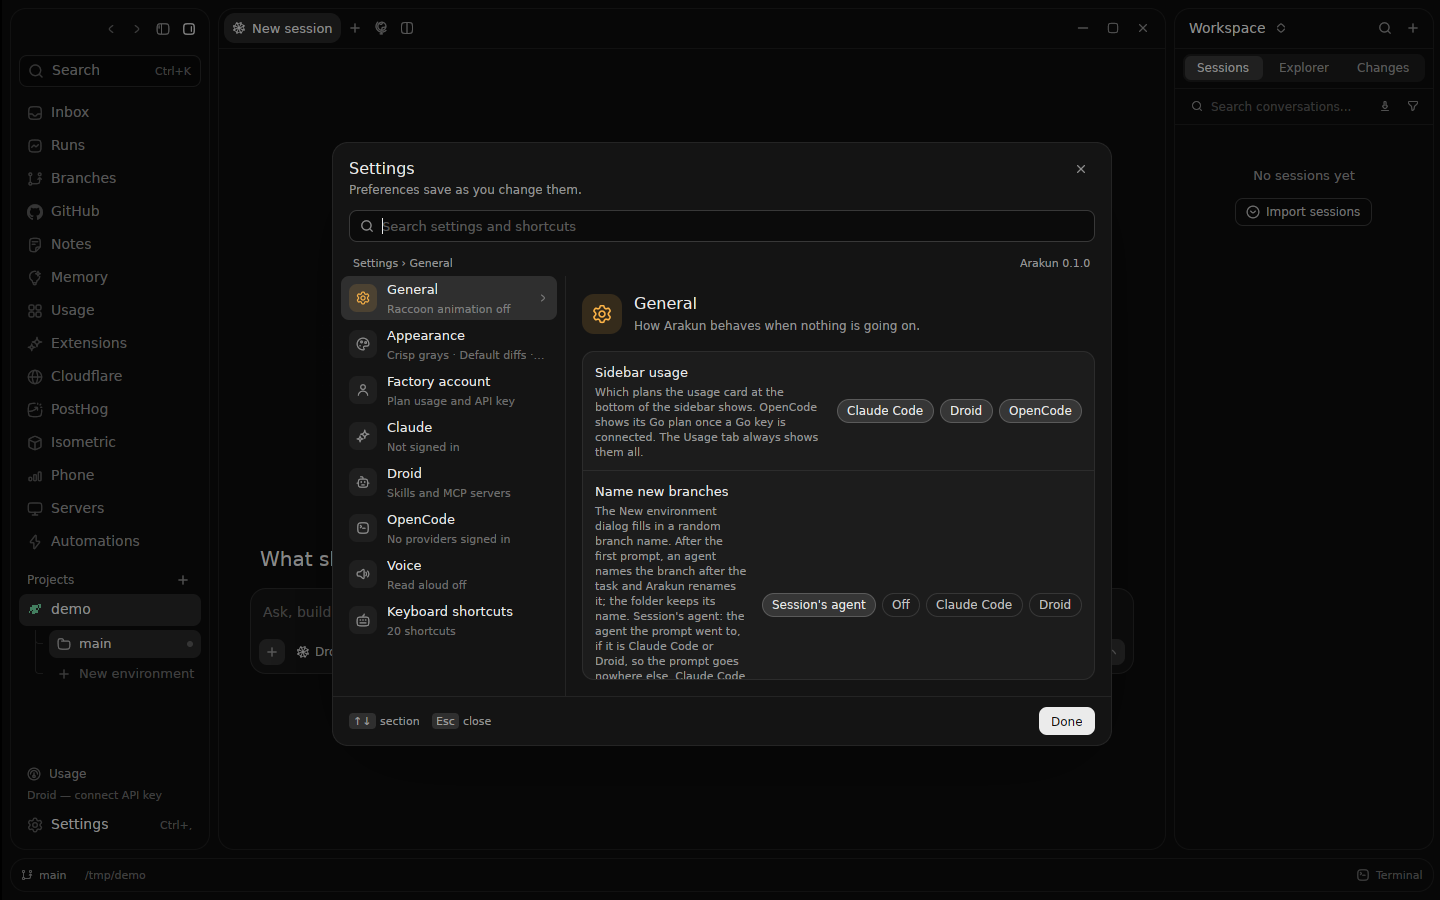 New session
Search Ctrl+K
Inbox
Runs
Branches
GitHub
Notes
Memory
Usage
Extensions
Cloudflare
PostHog
Isometric
Phone
Servers
Automations
Projects
demo
main
New environment
Usage
Droid — connect API key
Settings Ctrl+,
What s
Ask, build
Dro
Settings
Preferences save as you change them.
Search settings and shortcuts
Settings › General Arakun 0.1.0
General
Raccoon animation off
Appearance
Crisp grays · Default diffs ·…
Factory account
Plan usage and API key
Claude
Not signed in
Droid
Skills and MCP servers
OpenCode
No providers signed in
Voice
Read aloud off
Keyboard shortcuts
20 shortcuts
General
How Arakun behaves when nothing is going on.
Sidebar usage
Which plans the usage card at the
bottom of the sidebar shows. OpenCode
shows its Go plan once a Go key is
connected. The Usage tab always shows
them all.
Claude Code Droid OpenCode
Name new branches
The New environment
dialog fills in a random
branch name. After the
first prompt, an agent
names the branch after the
task and Arakun renames
it; the folder keeps its
name. Session's agent: the
agent the prompt went to,
if it is Claude Code or
Droid, so the prompt goes
nowhere else. Claude Code
Session's agent Off Claude Code Droid
↑↓ section Esc close
Done
Workspace
Sessions Explorer Changes
Search conversations...
No sessions yet
Import sessions
main /tmp/demo
Terminal